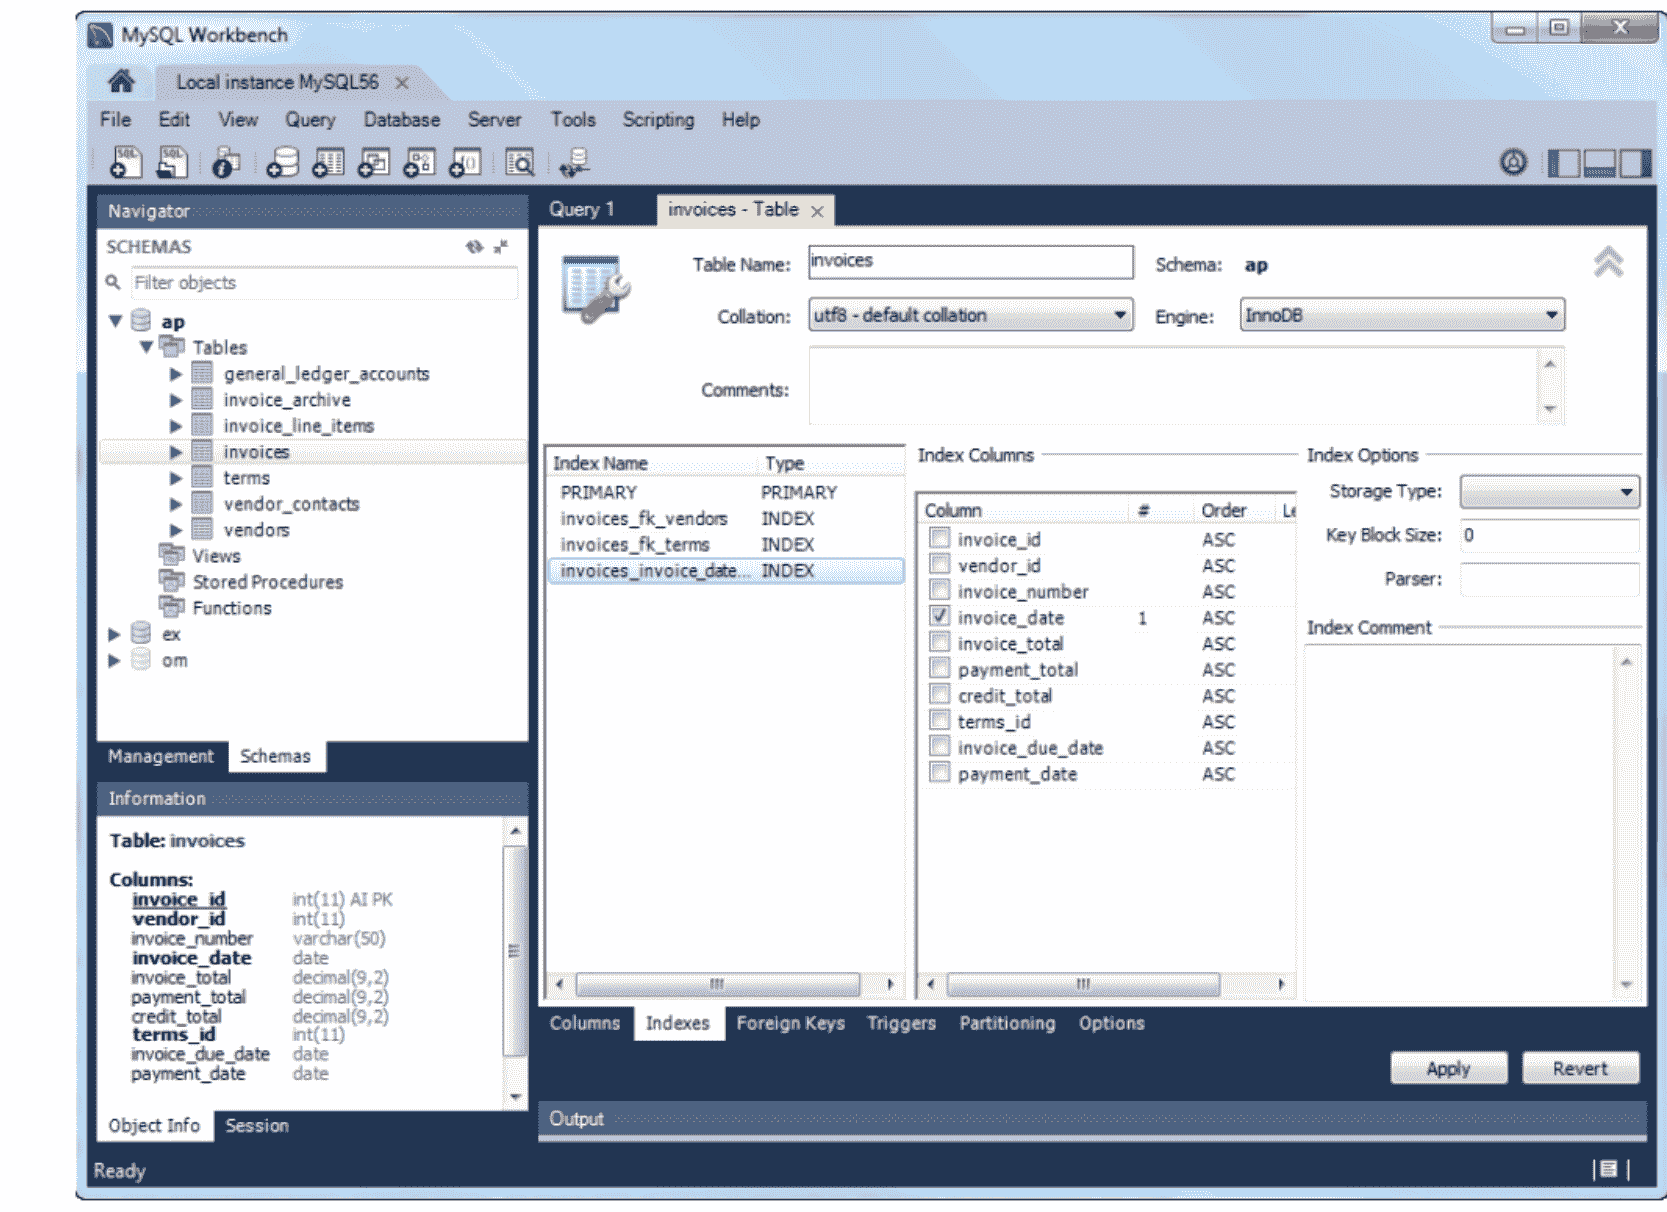 MySQL Workbench
Local instance MySQL56
File Edit View Query Database Server Tools Scripting Help
Navigator
SCHEMAS
Filter objects
ap
Tables
general_ledger_accounts
invoice_archive
invoice_line_items
invoices
terms
vendor_contacts
vendors
Views
Stored Procedures
Functions
ex
om
Management Schemas
Information
Table: invoices
Columns:
invoice_id int(11) AI PK
vendor_id int(11)
invoice_number varchar(50)
invoice_date date
invoice_total decimal(9,2)
payment_total decimal(9,2)
credit_total decimal(9,2)
terms_id int(11)
invoice_due_date date
payment_date date
Object Info Session
Query 1 invoices - Table
Table Name: invoices Schema: ap
Collation: utf8 - default collation Engine: InnoDB
Comments:
Index Name Type
PRIMARY PRIMARY
invoices_fk_vendors INDEX
invoices_fk_terms INDEX
invoices_invoice_date... INDEX
Index Columns
Column # Order Le
invoice_id ASC
vendor_id ASC
invoice_number ASC
invoice_date 1 ASC
invoice_total ASC
payment_total ASC
credit_total ASC
terms_id ASC
invoice_due_date ASC
payment_date ASC
Index Options
Storage Type:
Key Block Size: 0
Parser:
Index Comment
Columns Indexes Foreign Keys Triggers Partitioning Options
Apply Revert
Output
Ready